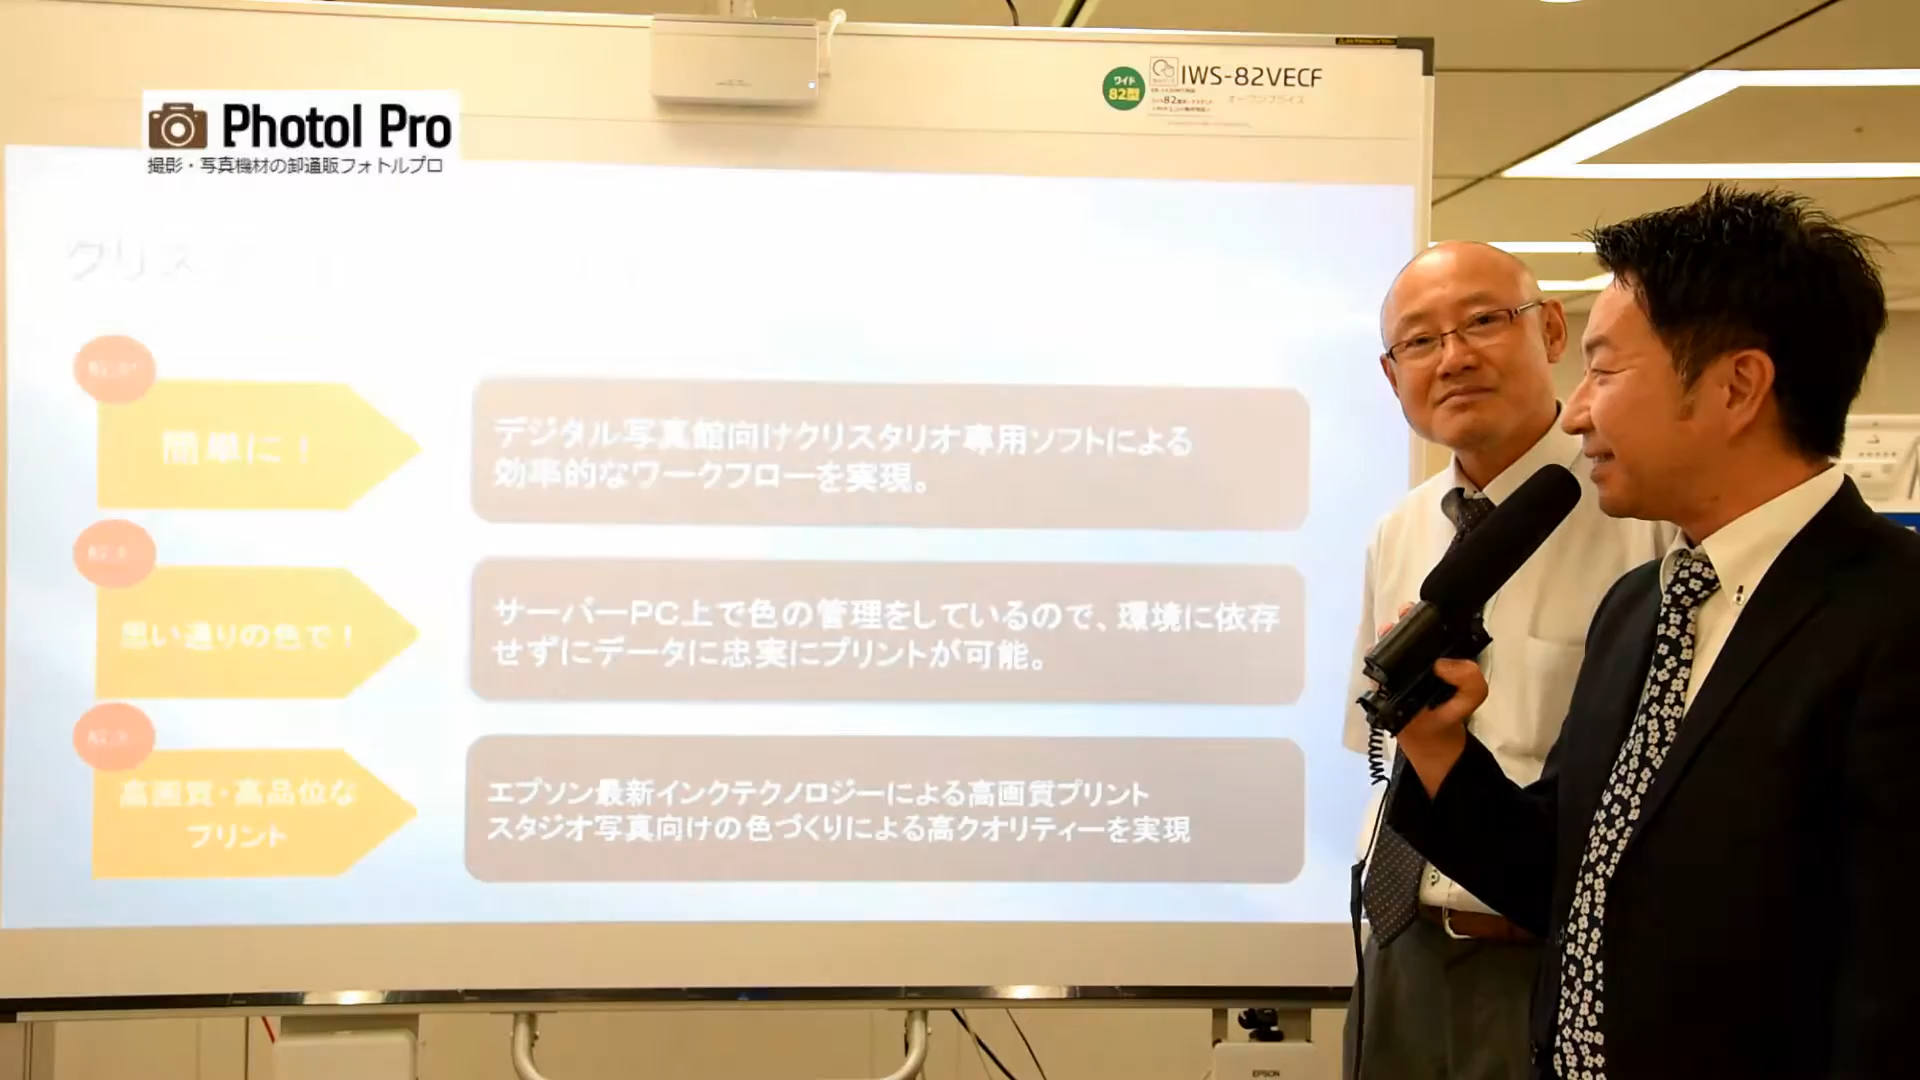 Photol Pro
撮影・写真機材の卸通販フォトルプロ
ワイド
82型
IWS-82VECF
オープンプライス
簡単に！
デジタル写真館向けクリスタリオ専用ソフトによる
効率的なワークフローを実現。
思い通りの色で！
サーバーPC上で色の管理をしているので、環境に依存
せずにデータに忠実にプリントが可能。
高画質・高品位な
プリント
エプソン最新インクテクノロジーによる高画質プリント
スタジオ写真向けの色づくりによる高クオリティーを実現
EPSON